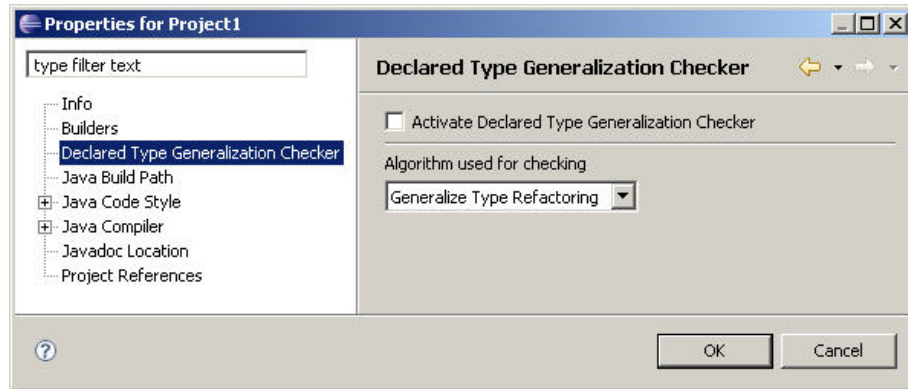 Properties for Project1
type filter text
Info
Builders
Declared Type Generalization Checker
Java Build Path
Java Code Style
Java Compiler
Javadoc Location
Project References
Declared Type Generalization Checker
Activate Declared Type Generalization Checker
Algorithm used for checking
Generalize Type Refactoring
?
OK
Cancel